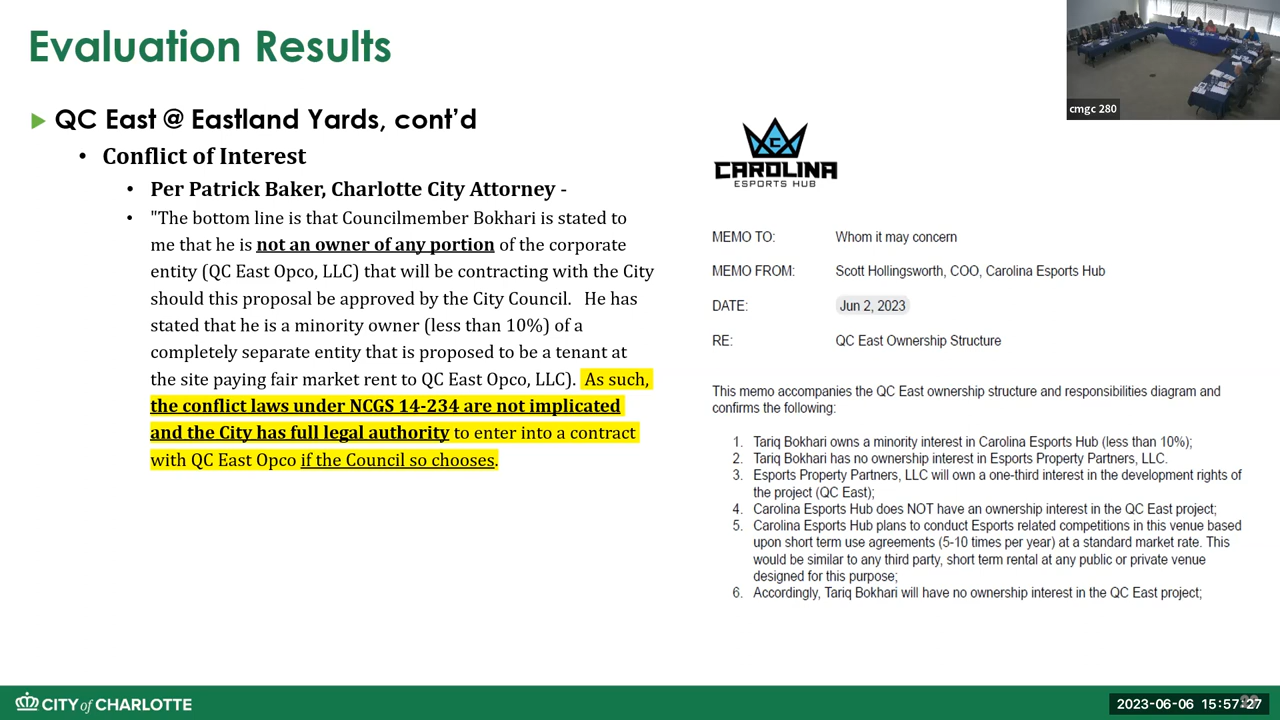 Evaluation Results
QC East @ Eastland Yards, cont’d
• Conflict of Interest
• Per Patrick Baker, Charlotte City Attorney -
• "The bottom line is that Councilmember Bokhari is stated to
me that he is not an owner of any portion of the corporate
entity (QC East Opco, LLC) that will be contracting with the City
should this proposal be approved by the City Council. He has
stated that he is a minority owner (less than 10%) of a
completely separate entity that is proposed to be a tenant at
the site paying fair market rent to QC East Opco, LLC). As such,
the conflict laws under NCGS 14-234 are not implicated
and the City has full legal authority to enter into a contract
with QC East Opco if the Council so chooses.
cmgc 280
C
CAROLINA
ESPORTS HUB
MEMO TO: Whom it may concern
MEMO FROM: Scott Hollingsworth, COO, Carolina Esports Hub
DATE: Jun 2, 2023
RE: QC East Ownership Structure
This memo accompanies the QC East ownership structure and responsibilities diagram and
confirms the following:
1. Tariq Bokhari owns a minority interest in Carolina Esports Hub (less than 10%);
2. Tariq Bokhari has no ownership interest in Esports Property Partners, LLC.
3. Esports Property Partners, LLC will own a one-third interest in the development rights of
the project (QC East);
4. Carolina Esports Hub does NOT have an ownership interest in the QC East project;
5. Carolina Esports Hub plans to conduct Esports related competitions in this venue based
upon short term use agreements (5-10 times per year) at a standard market rate. This
would be similar to any third party, short term rental at any public or private venue
designed for this purpose;
6. Accordingly, Tariq Bokhari will have no ownership interest in the QC East project;
CITY of CHARLOTTE
2023-06-06 15:57:27